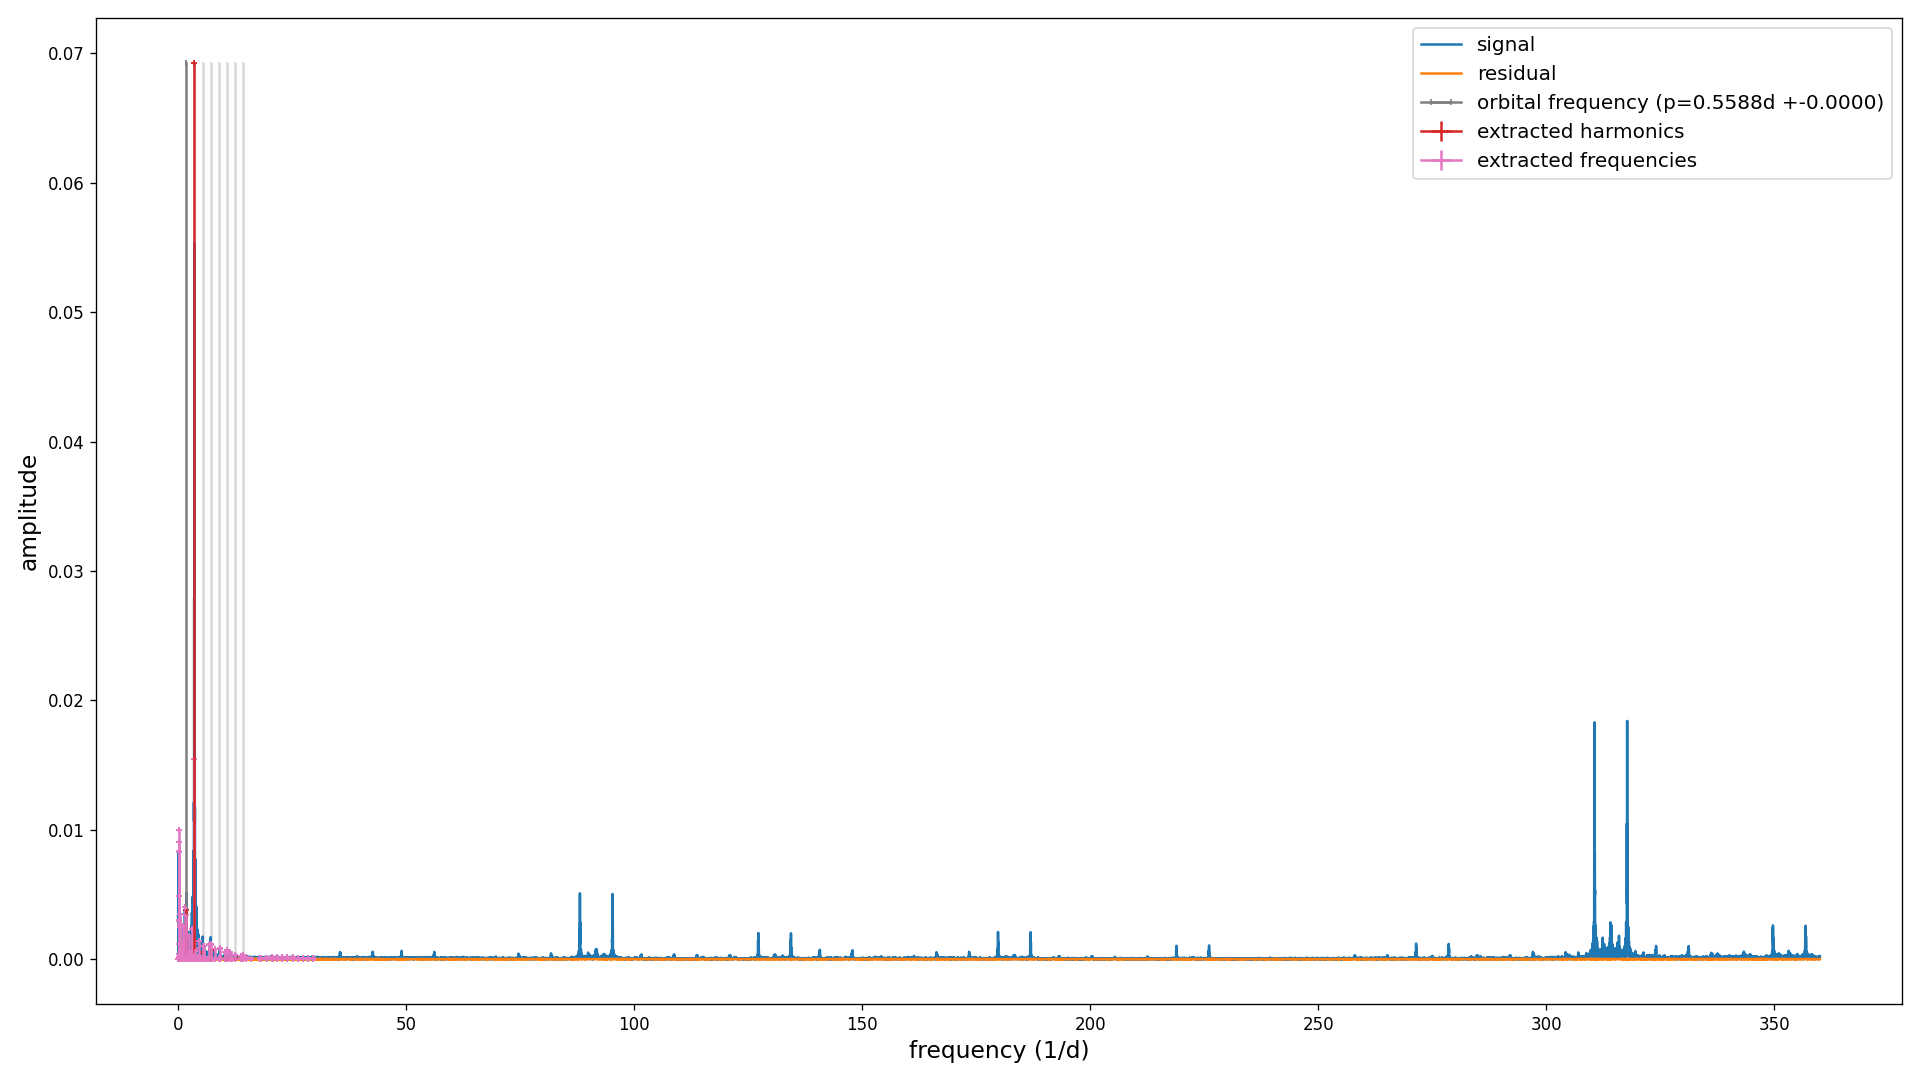 signal
residual
orbital frequency (p=0.5588d +-0.0000)
extracted harmonics
extracted frequencies
amplitude
0.07
0.06
0.05
0.04
0.03
0.02
0.01
0.00
0 50 100 150 200 250 300 350
frequency (1/d)